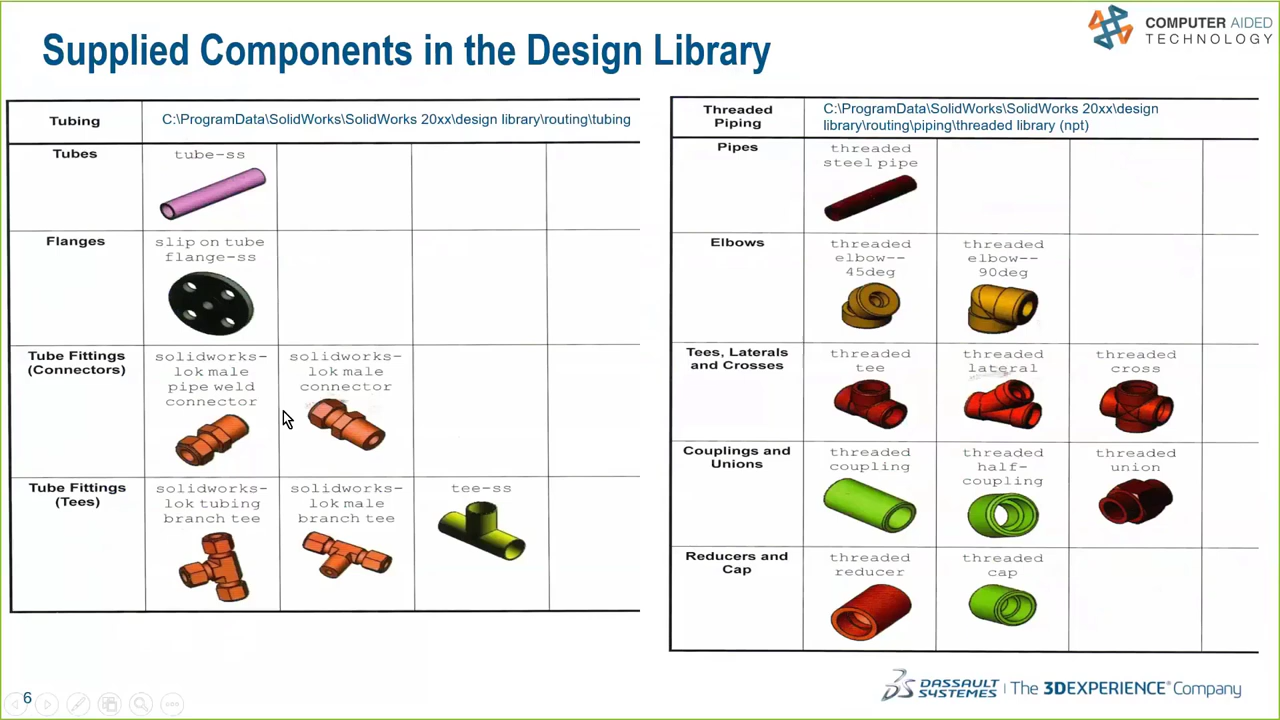 Supplied Components in the Design Library
COMPUTER AIDED
TECHNOLOGY
Tubing
C:\ProgramData\SolidWorks\SolidWorks 20xx\design library\routing\tubing
Tubes
tube-ss
Flanges
slip on tube
flange-ss
Tube Fittings
(Connectors)
solidworks-
lok male
pipe weld
connector
solidworks-
lok male
connector
Tube Fittings
(Tees)
solidworks-
lok tubing
branch tee
solidworks-
lok male
branch tee
tee-ss
Threaded
Piping
C:\ProgramData\SolidWorks\SolidWorks 20xx\design
library\routing\piping\threaded library (npt)
Pipes
threaded
steel pipe
Elbows
threaded
elbow--
45deg
threaded
elbow--
90deg
Tees, Laterals
and Crosses
threaded
tee
threaded
lateral
threaded
cross
Couplings and
Unions
threaded
coupling
threaded
half-
coupling
threaded
union
Reducers and
Cap
threaded
reducer
threaded
cap
6
DASSAULT
SYSTEMES | The 3DEXPERIENCE® Company